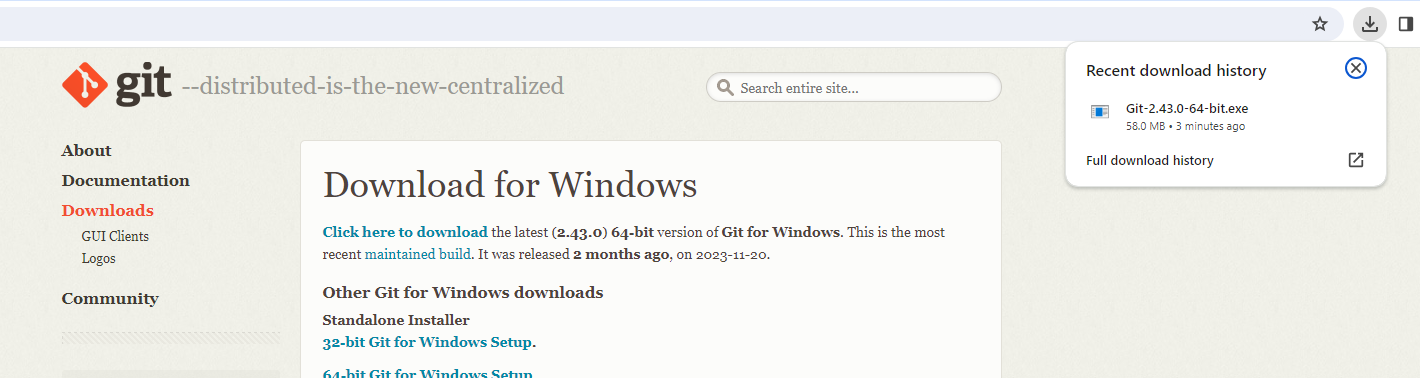 git --distributed-is-the-new-centralized
Search entire site...
Recent download history
Git-2.43.0-64-bit.exe
58.0 MB • 3 minutes ago
Full download history
About
Documentation
Downloads
GUI Clients
Logos
Community
Download for Windows
Click here to download the latest (2.43.0) 64-bit version of Git for Windows. This is the most
recent maintained build. It was released 2 months ago, on 2023-11-20.
Other Git for Windows downloads
Standalone Installer
32-bit Git for Windows Setup.
64-bit Git for Windows Setup